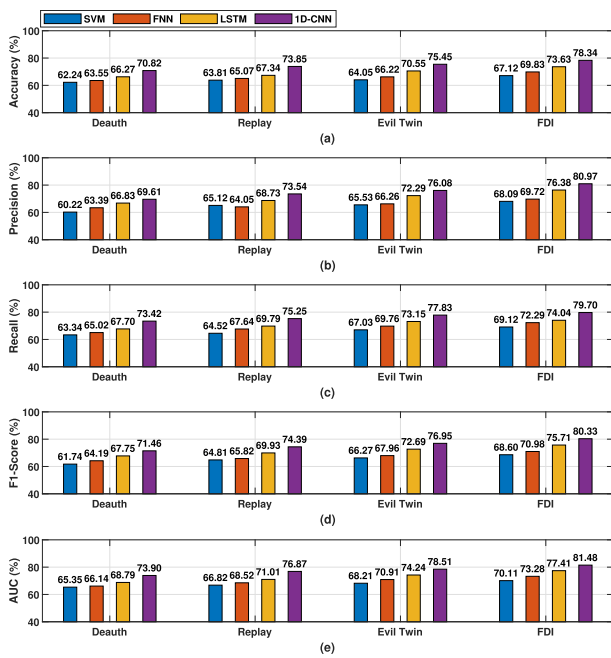 SVM FNN LSTM 1D-CNN
Accuracy (%)
100
80
60
40
62.24 63.55 66.27 70.82 63.81 65.07 67.34 73.85 64.05 66.22 70.55 75.45 67.12 69.83 73.63 78.34
Deauth Replay Evil Twin FDI
(a)
Precision (%)
100
80
60
40
60.22 63.39 66.83 69.61 65.12 64.05 68.73 73.54 65.53 66.26 72.29 76.08 68.09 69.72 76.38 80.97
Deauth Replay Evil Twin FDI
(b)
Recall (%)
100
80
60
40
63.34 65.02 67.70 73.42 64.52 67.64 69.79 75.25 67.03 69.76 73.15 77.83 69.12 72.29 74.04 79.70
Deauth Replay Evil Twin FDI
(c)
F1-Score (%)
100
80
60
40
61.74 64.19 67.75 71.46 64.81 65.82 69.93 74.39 66.27 67.96 72.69 76.95 68.60 70.98 75.71 80.33
Deauth Replay Evil Twin FDI
(d)
AUC (%)
100
80
60
40
65.35 66.14 68.79 73.90 66.82 68.52 71.01 76.87 68.21 70.91 74.24 78.51 70.11 73.28 77.41 81.48
Deauth Replay Evil Twin FDI
(e)